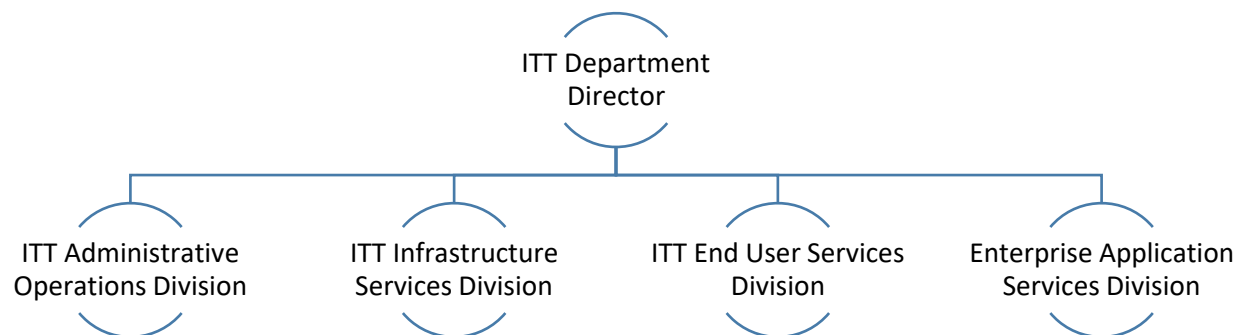 ITT Department
Director
ITT Administrative
Operations Division
ITT Infrastructure
Services Division
ITT End User Services
Division
Enterprise Application
Services Division